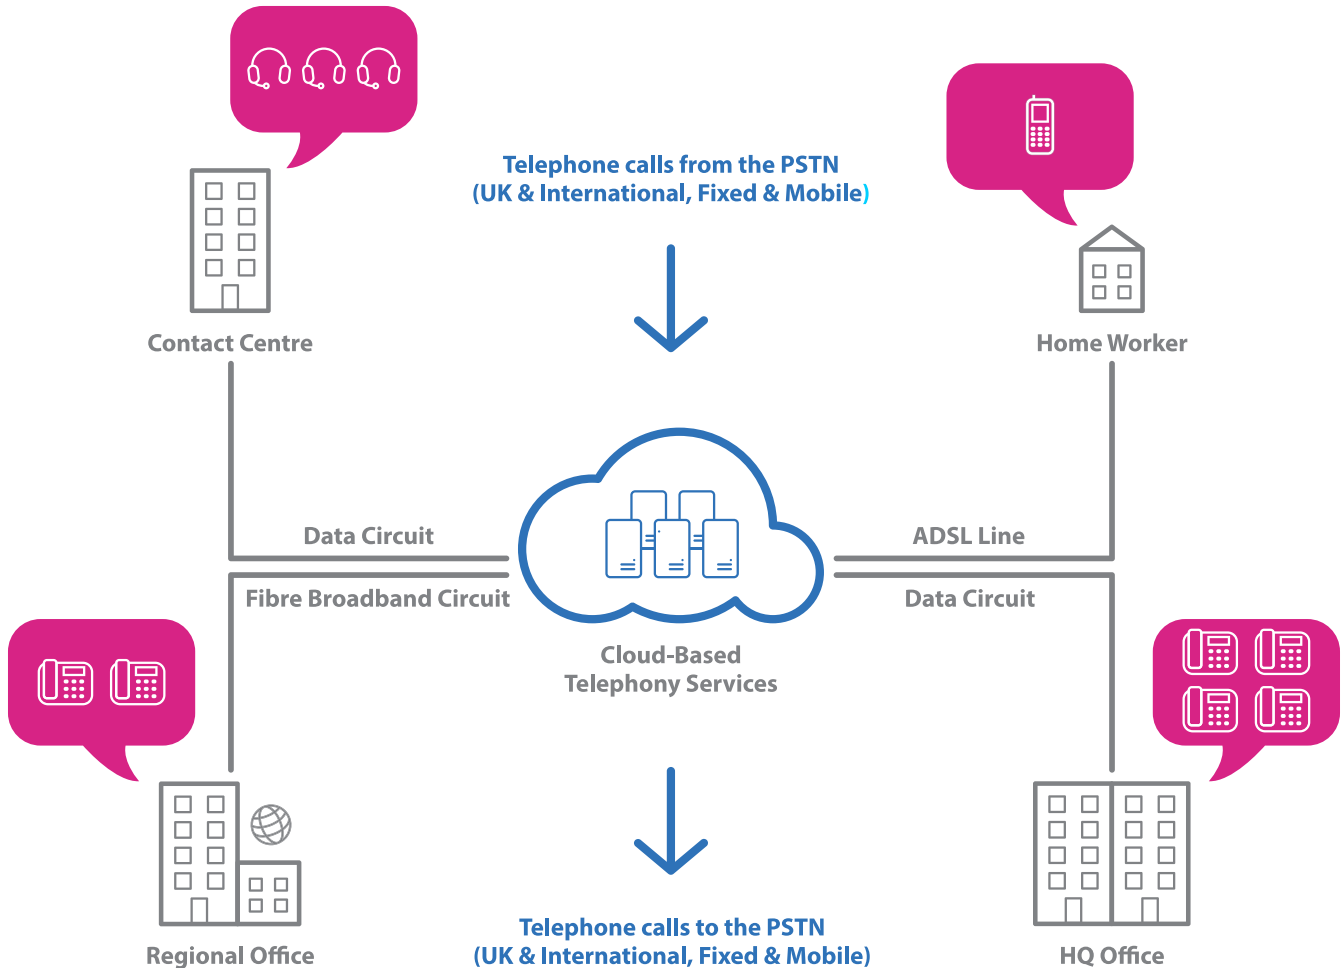 Telephone calls from the PSTN
(UK & International, Fixed & Mobile)
Contact Centre
Home Worker
Data Circuit
ADSL Line
Fibre Broadband Circuit
Data Circuit
Cloud-Based
Telephony Services
Telephone calls to the PSTN
(UK & International, Fixed & Mobile)
Regional Office
HQ Office